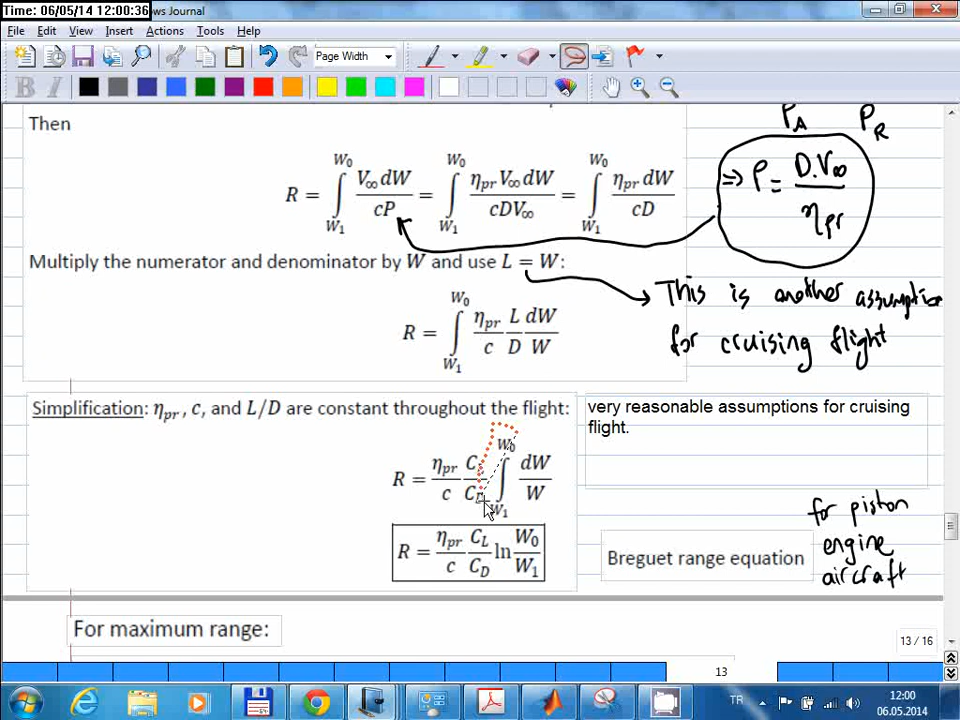 Time: 06/05/14 12:00:36
ws Journal
File Edit View Insert Actions Tools Help
Page Width
B I
Then
P_A P_R
R = ∫_{W_1}^{W_0} V_∞ dW / cP = ∫_{W_1}^{W_0} η_pr V_∞ dW / cDV_∞ = ∫_{W_1}^{W_0} η_pr dW / cD
⇒ P = D.V_∞ / η_pr
Multiply the numerator and denominator by W and use L = W:
This is another assumption
for cruising flight
R = ∫_{W_1}^{W_0} η_pr / c L / D dW / W
Simplification: η_pr, c, and L/D are constant throughout the flight:
very reasonable assumptions for cruising
flight.
R = η_pr / c C_L / C_D ∫_{W_1}^{W_0} dW / W
R = η_pr / c C_L / C_D ln W_0 / W_1
Breguet range equation
for piston
engine
aircraft
For maximum range:
13 / 16
13
TR
12:00
06.05.2014